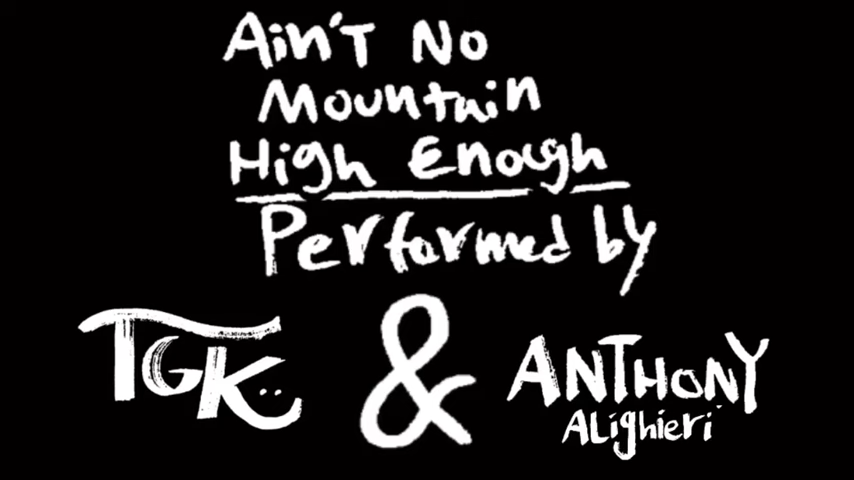 Ain't No
Mountain
High Enough
Performed by
TGK.. & ANTHONY
ALighieri